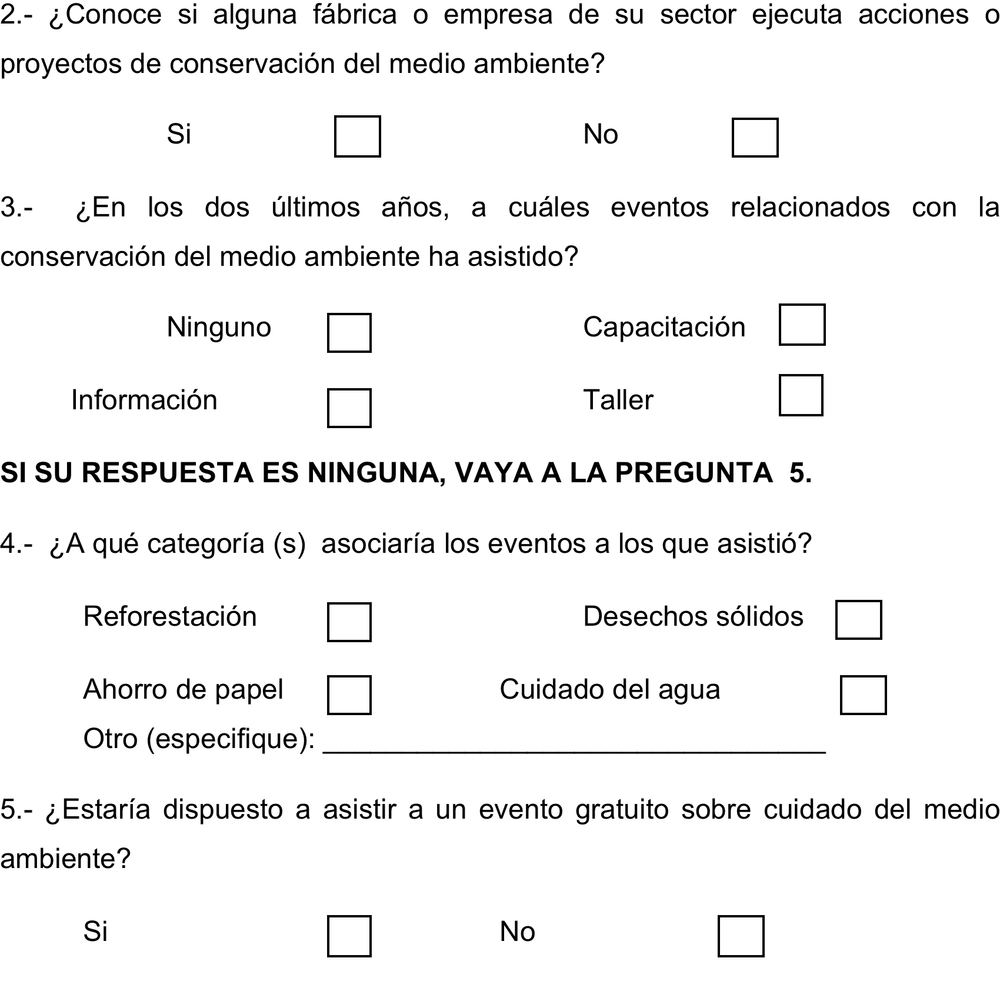 2.- ¿Conoce si alguna fábrica o empresa de su sector ejecuta acciones o
proyectos de conservación del medio ambiente?
Si No
3.- ¿En los dos últimos años, a cuáles eventos relacionados con la
conservación del medio ambiente ha asistido?
Ninguno Capacitación
Información Taller
SI SU RESPUESTA ES NINGUNA, VAYA A LA PREGUNTA 5.
4.- ¿A qué categoría (s) asociaría los eventos a los que asistió?
Reforestación Desechos sólidos
Ahorro de papel Cuidado del agua
Otro (especifique): ________________________________
5.- ¿Estaría dispuesto a asistir a un evento gratuito sobre cuidado del medio
ambiente?
Si No